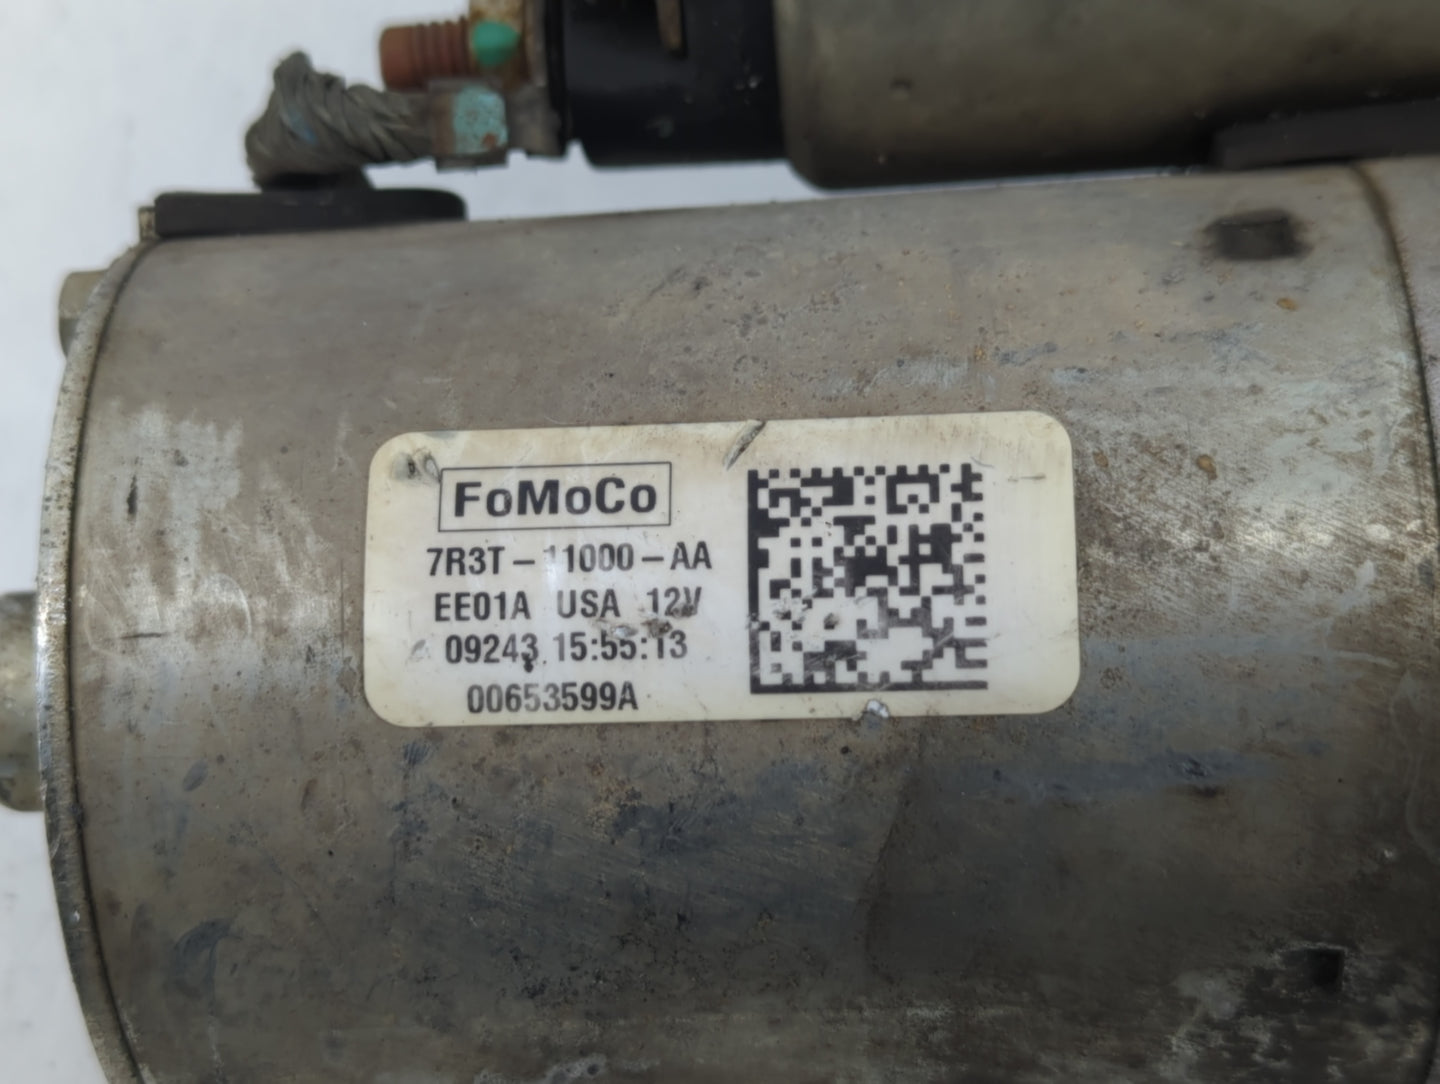 FoMoCo
7R3T-11000-AA
EE01A USA 12V
09243 15:55:13
00653599A